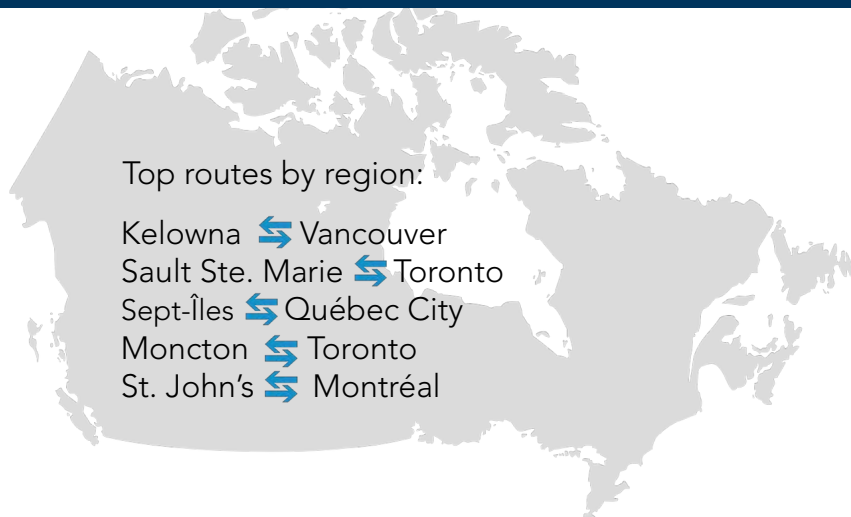 Top routes by region:
Kelowna ⇆ Vancouver
Sault Ste. Marie ⇆ Toronto
Sept-Îles ⇆ Québec City
Moncton ⇆ Toronto
St. John’s ⇆ Montréal